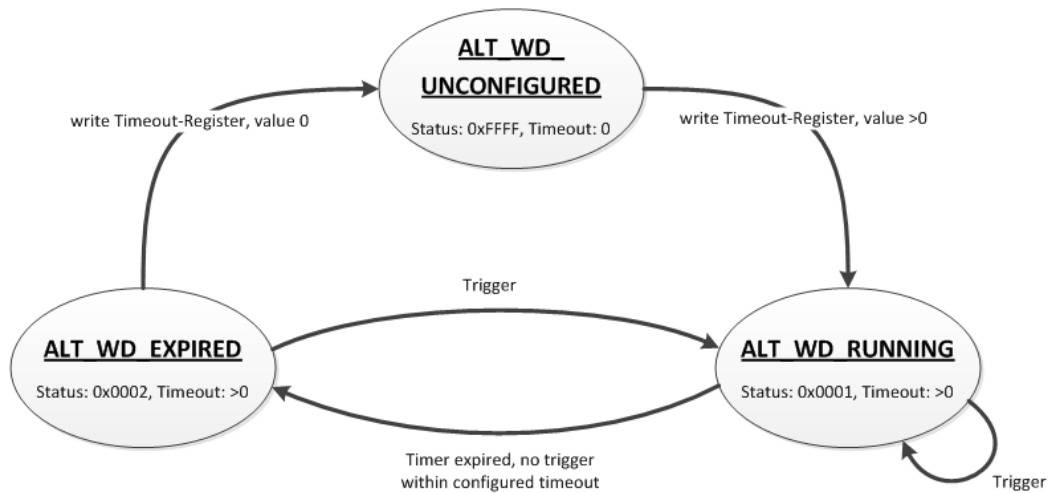 ALT_WD_
UNCONFIGURED
Status: 0xFFFF, Timeout: 0
write Timeout-Register, value 0
write Timeout-Register, value >0
Trigger
ALT_WD_EXPIRED
Status: 0x0002, Timeout: >0
ALT_WD_RUNNING
Status: 0x0001, Timeout: >0
Timer expired, no trigger
within configured timeout
Trigger